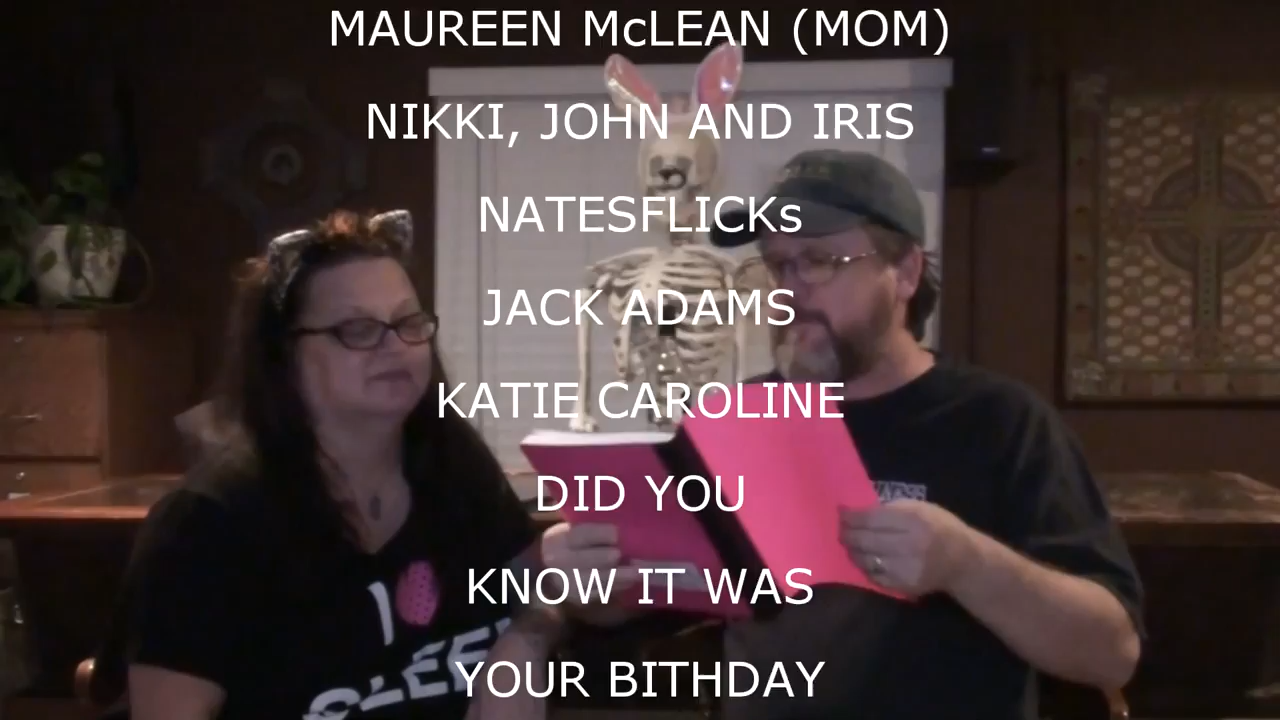 MAUREEN McLEAN (MOM)
NIKKI, JOHN AND IRIS
NATESFLICKs
JACK ADAMS
KATIE CAROLINE
DID YOU
KNOW IT WAS
YOUR BITHDAY
I